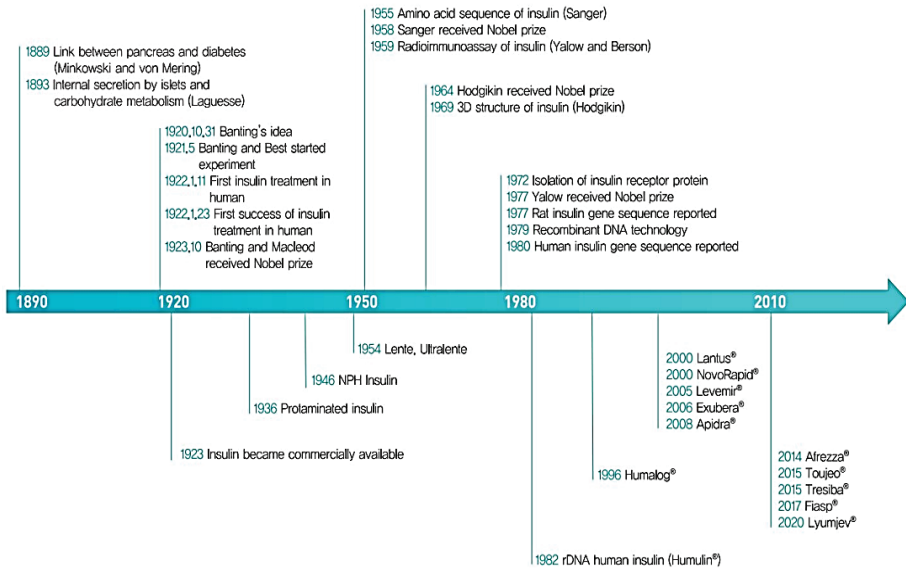 1889 Link between pancreas and diabetes
(Minkowski and von Mering)
1893 Internal secretion by islets and
carbohydrate metabolism (Laguesse)
1920.10.31 Banting's idea
1921.5 Banting and Best started
experiment
1922.1.11 First insulin treatment in
human
1922.1.23 First success of insulin
treatment in human
1923.10 Banting and Macleod
received Nobel prize
1955 Amino acid sequence of insulin (Sanger)
1958 Sanger received Nobel prize
1959 Radioimmunoassay of insulin (Yalow and Berson)
1964 Hodgikin received Nobel prize
1969 3D structure of insulin (Hodgikin)
1972 Isolation of insulin receptor protein
1977 Yalow received Nobel prize
1977 Rat insulin gene sequence reported
1979 Recombinant DNA technology
1980 Human insulin gene sequence reported
1890 1920 1950 1980 2010
1954 Lente, Ultralente
1946 NPH Insulin
1936 Protaminated insulin
1923 Insulin became commercially available
2000 Lantus®
2000 NovoRapid®
2005 Levemir®
2006 Exubera®
2008 Apidra®
1996 Humalog®
2014 Afrezza®
2015 Toujeo®
2015 Tresiba®
2017 Fiasp®
2020 Lyumjev®
1982 rDNA human insulin (Humulin®)